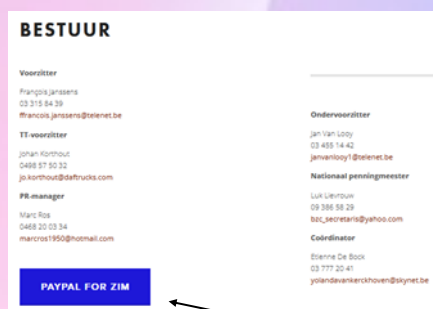 BESTUUR
Voorzitter
François Janssens
03 315 84 39
ffrancois.janssens@telenet.be
TT-voorzitter
Johan Korthout
0498 57 50 32
jo.korthout@daftrucks.com
PR-manager
Marc Ros
0468 20 03 34
marcros1950@hotmail.com
PAYPAL FOR ZIM
Ondervoorzitter
Jan Van Looy
03 455 14 42
janvanlooy1@telenet.be
Nationaal penningmeester
Luk Lievrouw
09 386 58 29
bzc_secretaris@yahoo.com
Coördinator
Etienne De Bock
03 777 20 41
yolandavankerckhoven@skynet.be